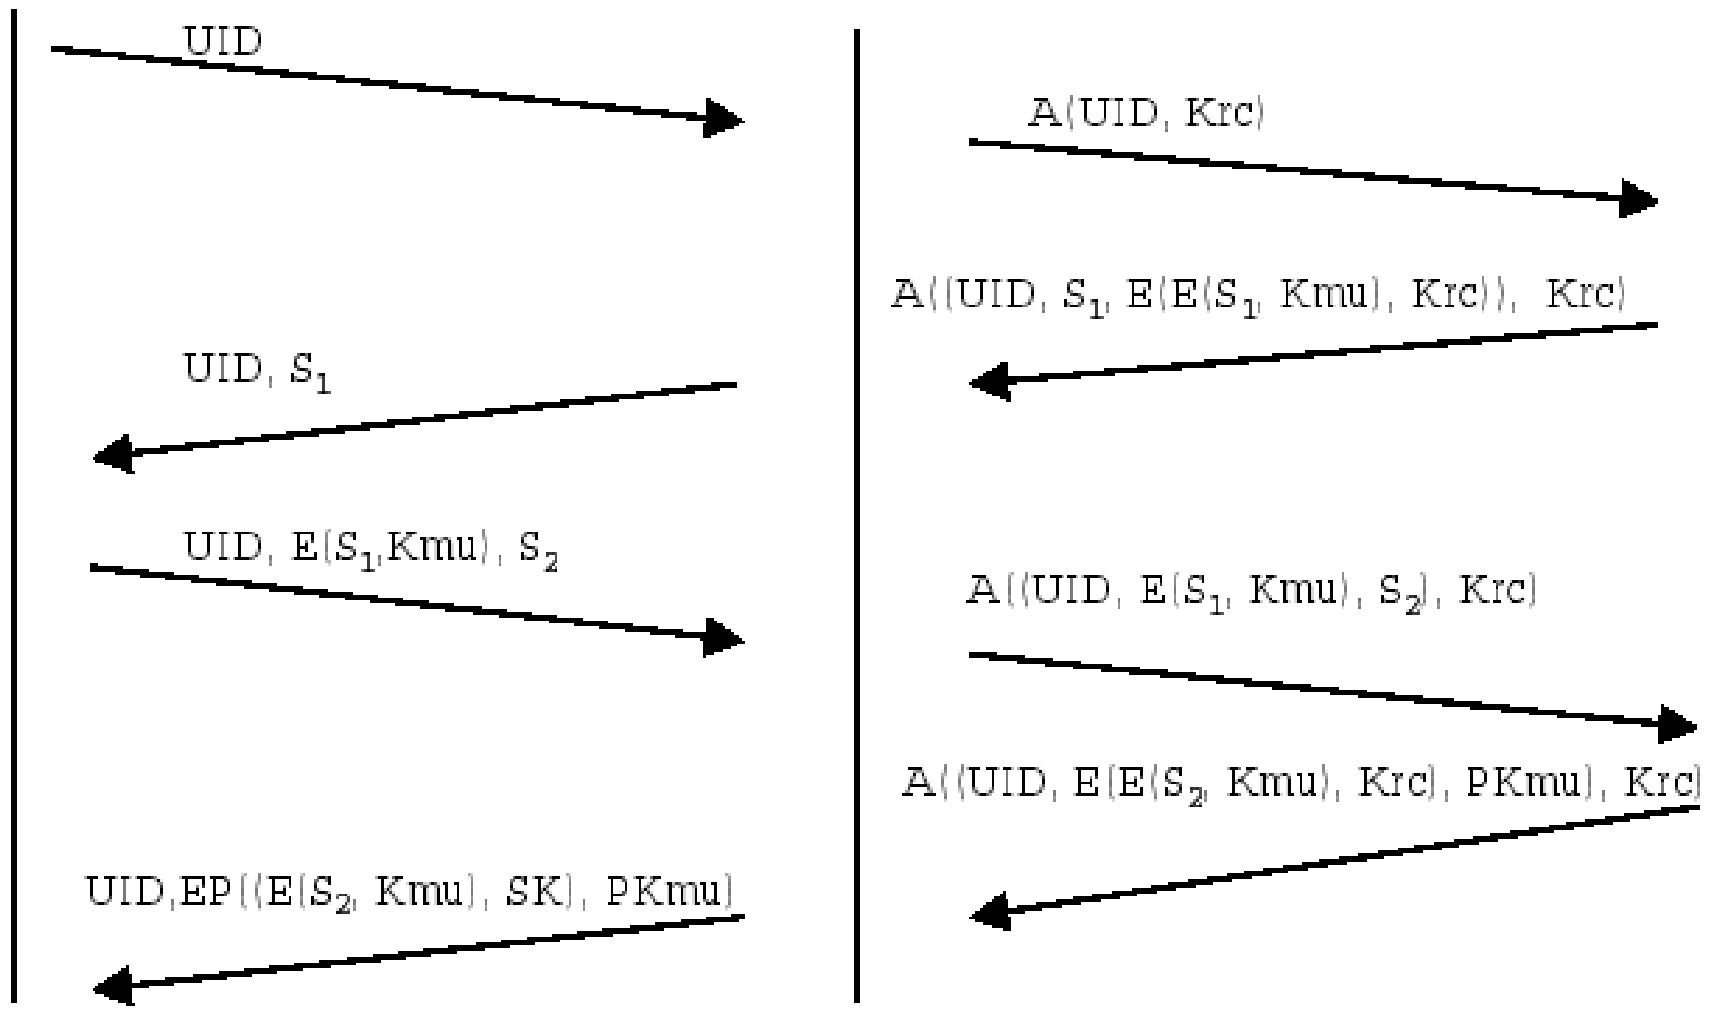 UID
A(UID, Krc)
A((UID, S₁, E(E(S₁, Kmu), Krc)), Krc)
UID, S₁
UID, E(S₁,Kmu), S₂
A((UID, E(S₁, Kmu), S₂), Krc)
A((UID, E(E(S₂, Kmu), Krc), PKmu), Krc)
UID,EP((E(S₂, Kmu), SK), PKmu)